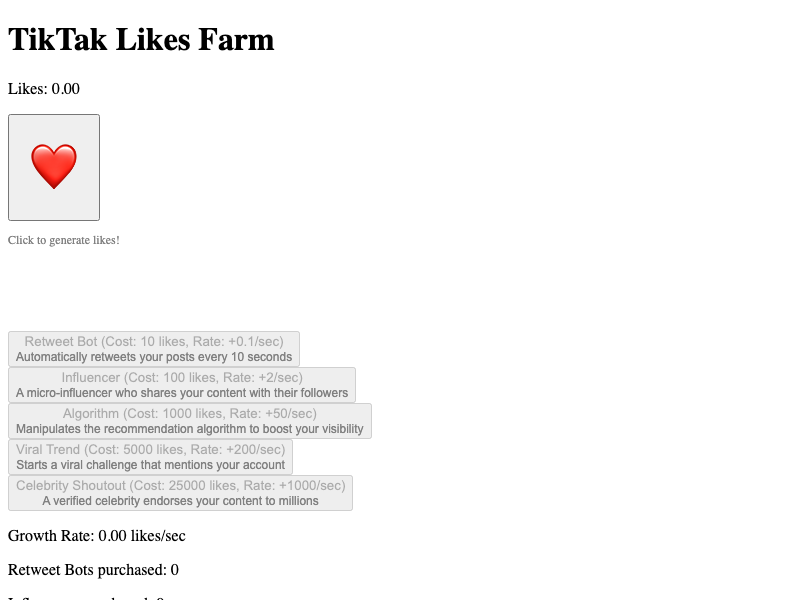 TikTak Likes Farm
Likes: 0.00
Click to generate likes!
Retweet Bot (Cost: 10 likes, Rate: +0.1/sec)
Automatically retweets your posts every 10 seconds
Influencer (Cost: 100 likes, Rate: +2/sec)
A micro-influencer who shares your content with their followers
Algorithm (Cost: 1000 likes, Rate: +50/sec)
Manipulates the recommendation algorithm to boost your visibility
Viral Trend (Cost: 5000 likes, Rate: +200/sec)
Starts a viral challenge that mentions your account
Celebrity Shoutout (Cost: 25000 likes, Rate: +1000/sec)
A verified celebrity endorses your content to millions
Growth Rate: 0.00 likes/sec
Retweet Bots purchased: 0